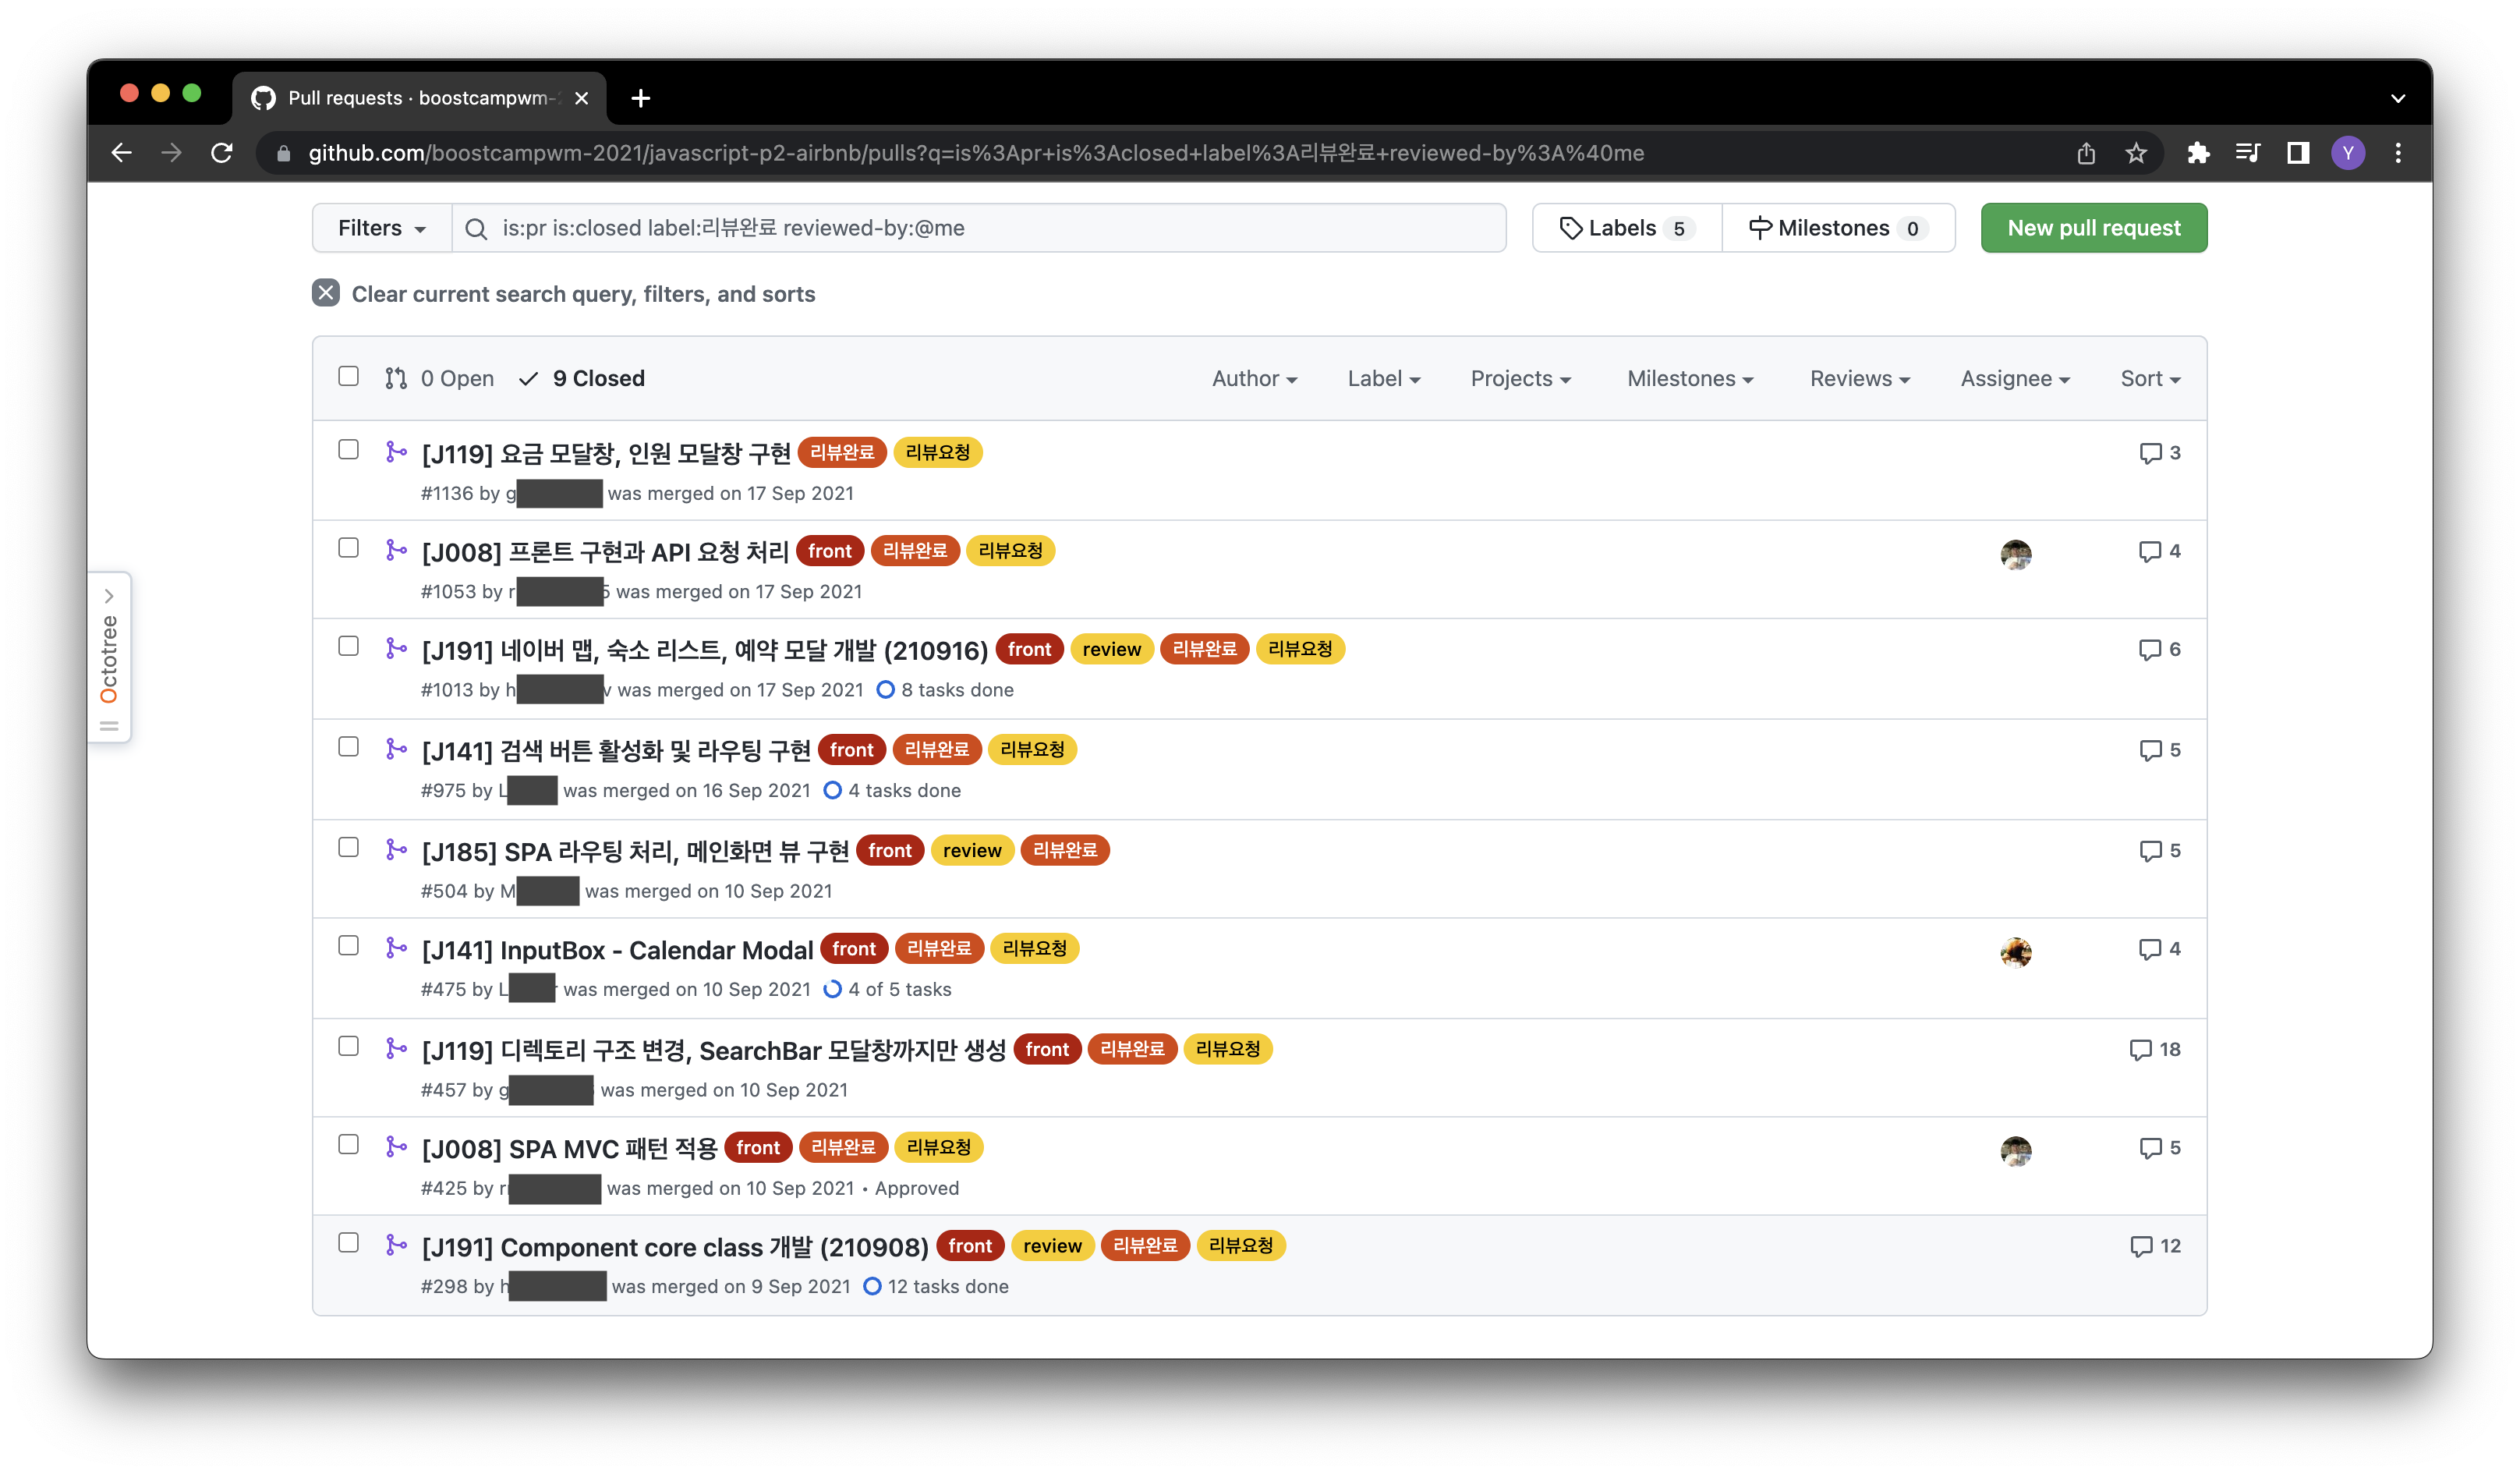 Pull requests · boostcampwm-
github.com/boostcampwm-2021/javascript-p2-airbnb/pulls?q=is%3Apr+is%3Aclosed+label%3A리뷰완료+reviewed-by%3A%40me
Y
Filters
is:pr is:closed label:리뷰완료 reviewed-by:@me
Labels 5
Milestones 0
New pull request
Clear current search query, filters, and sorts
0 Open 9 Closed Author Label Projects Milestones Reviews Assignee Sort
[J119] 요금 모달창, 인원 모달창 구현 리뷰완료 리뷰요청 3
#1136 by g was merged on 17 Sep 2021
[J008] 프론트 구현과 API 요청 처리 front 리뷰완료 리뷰요청 4
#1053 by r 5 was merged on 17 Sep 2021
[J191] 네이버 맵, 숙소 리스트, 예약 모달 개발 (210916) front review 리뷰완료 리뷰요청 6
#1013 by h v was merged on 17 Sep 2021 8 tasks done
[J141] 검색 버튼 활성화 및 라우팅 구현 front 리뷰완료 리뷰요청 5
#975 by L was merged on 16 Sep 2021 4 tasks done
[J185] SPA 라우팅 처리, 메인화면 뷰 구현 front review 리뷰완료 5
#504 by M was merged on 10 Sep 2021
[J141] InputBox - Calendar Modal front 리뷰완료 리뷰요청 4
#475 by L was merged on 10 Sep 2021 4 of 5 tasks
[J119] 디렉토리 구조 변경, SearchBar 모달창까지만 생성 front 리뷰완료 리뷰요청 18
#457 by g was merged on 10 Sep 2021
[J008] SPA MVC 패턴 적용 front 리뷰완료 리뷰요청 5
#425 by r was merged on 10 Sep 2021 • Approved
[J191] Component core class 개발 (210908) front review 리뷰완료 리뷰요청 12
#298 by h was merged on 9 Sep 2021 12 tasks done
Octotree